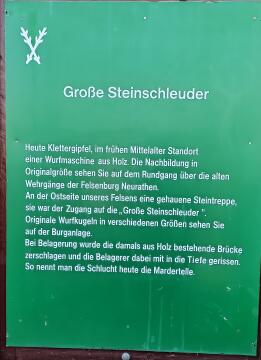 Große Steinschleuder
Heute Klettergipfel, im frühen Mittelalter Standort
einer Wurfmaschine aus Holz. Die Nachbildung in
Originalgröße sehen Sie auf dem Rundgang über die alten
Wehrgänge der Felsenburg Neurathen.
An der Ostseite unseres Felsens eine gehauene Steintreppe,
sie war der Zugang auf die „Große Steinschleuder ".
Originale Wurfkugeln in verschiedenen Größen sehen Sie
auf der Burganlage.
Bei Belagerung wurde die damals aus Holz bestehende Brücke
zerschlagen und die Belagerer dabei mit in die Tiefe gerissen.
So nennt man die Schlucht heute die Mardertelle.